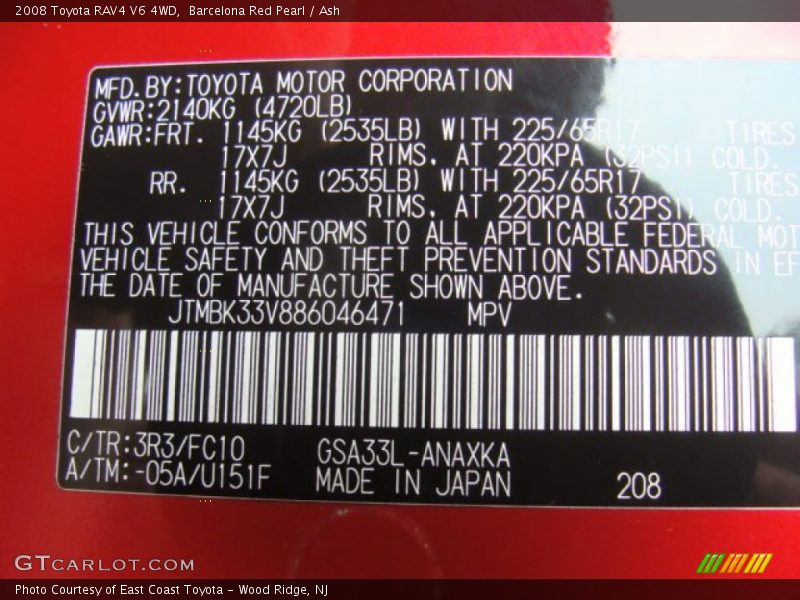 2008 Toyota RAV4 V6 4WD, Barcelona Red Pearl / Ash
MFD. BY: TOYOTA MOTOR CORPORATION
GVWR: 2140KG (4720LB)
GAWR: FRT. 1145KG (2535LB) WITH 225/65R17 TIRES
17X7J RIMS. AT 220KPA (32PSI) COLD.
RR. 1145KG (2535LB) WITH 225/65R17 TIRES
17X7J RIMS. AT 220KPA (32PSI) COLD.
THIS VEHICLE CONFORMS TO ALL APPLICABLE FEDERAL MOT
VEHICLE SAFETY AND THEFT PREVENTION STANDARDS IN EF
THE DATE OF MANUFACTURE SHOWN ABOVE.
JTMBK33V886046471 MPV
C/TR: 3R3/FC10 GSA33L-ANAXKA
A/TM: -05A/U151F MADE IN JAPAN 208
GTCARLOT.COM
Photo Courtesy of East Coast Toyota - Wood Ridge, NJ